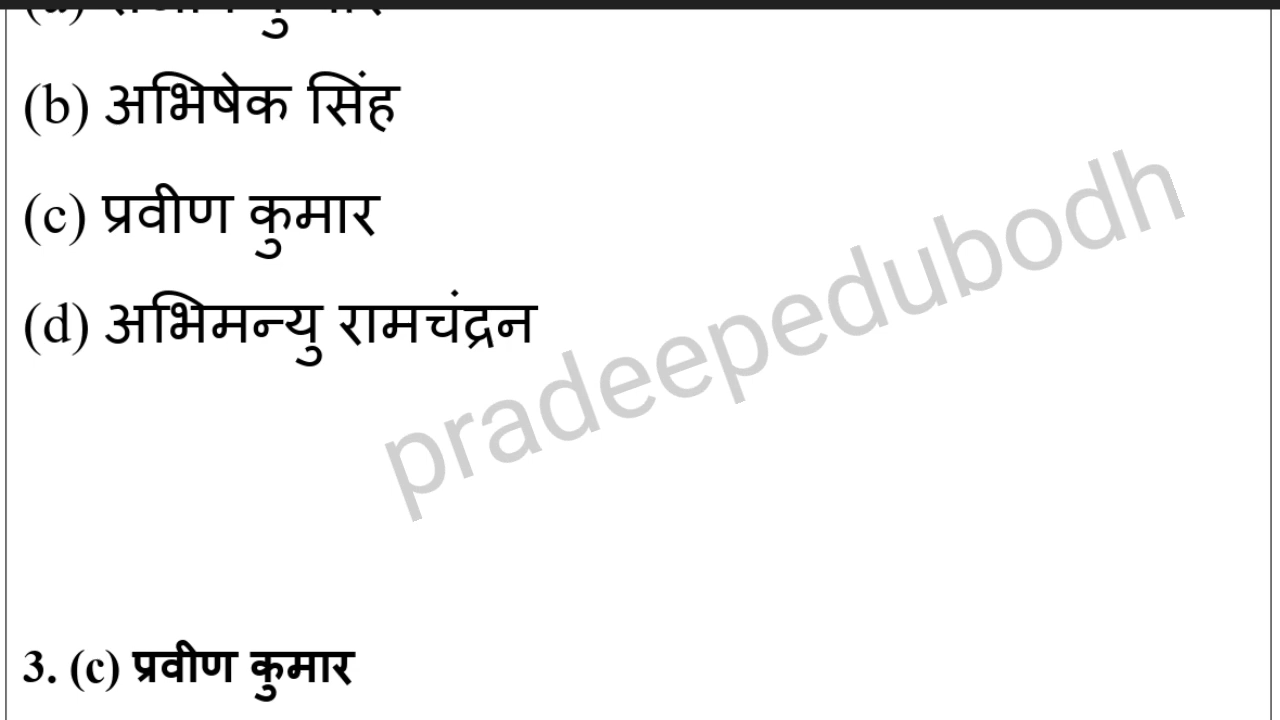 (b) अभिषेक सिंह
(c) प्रवीण कुमार
(d) अभिमन्यु रामचंद्रन
pradeepedubodh
3. (c) प्रवीण कुमार